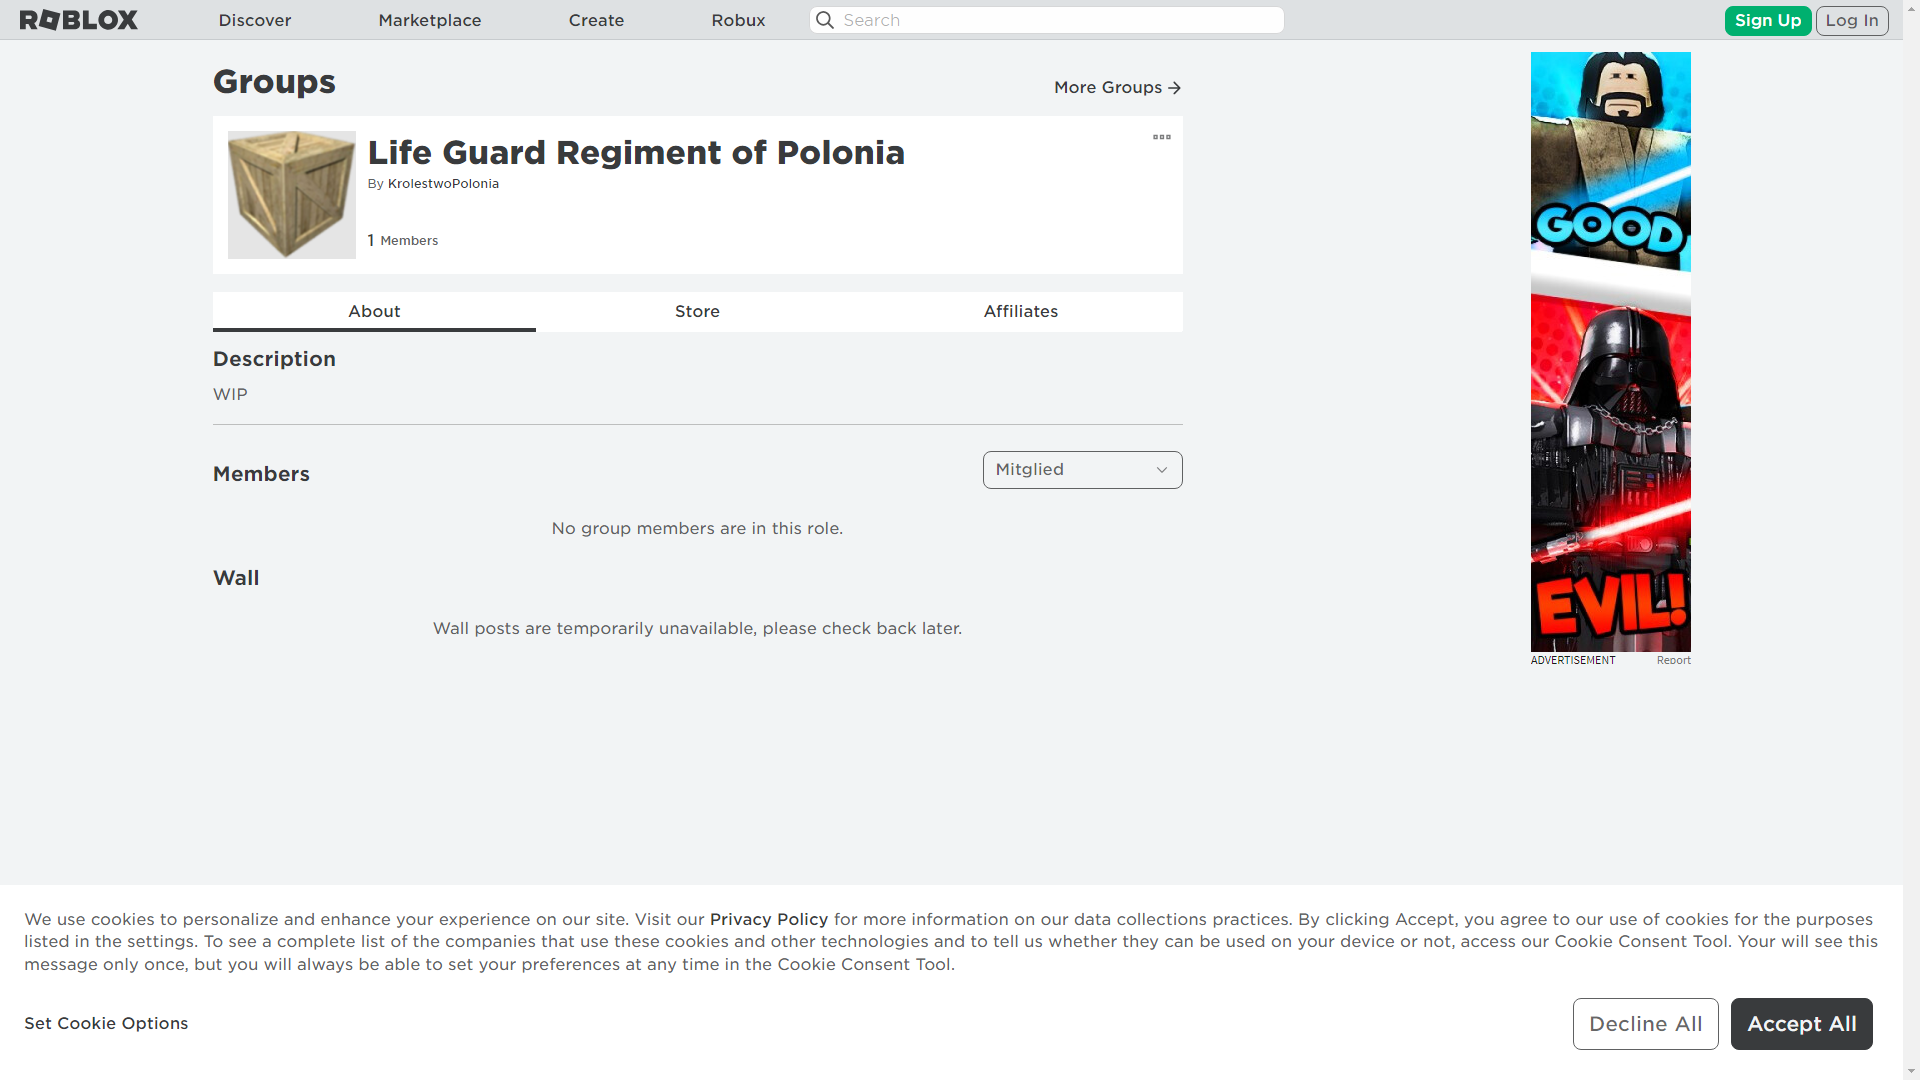 ROBLOX
Discover
Marketplace
Create
Robux
Search
Sign Up
Log In
Groups
More Groups
Life Guard Regiment of Polonia
By KrolestwoPolonia
1 Members
About
Store
Affiliates
Description
WIP
Members
Mitglied
No group members are in this role.
Wall
Wall posts are temporarily unavailable, please check back later.
GOOD
EVIL!
ADVERTISEMENT
Report
We use cookies to personalize and enhance your experience on our site. Visit our Privacy Policy for more information on our data collections practices. By clicking Accept, you agree to our use of cookies for the purposes
listed in the settings. To see a complete list of the companies that use these cookies and other technologies and to tell us whether they can be used on your device or not, access our Cookie Consent Tool. Your will see this
message only once, but you will always be able to set your preferences at any time in the Cookie Consent Tool.
Set Cookie Options
Decline All
Accept All